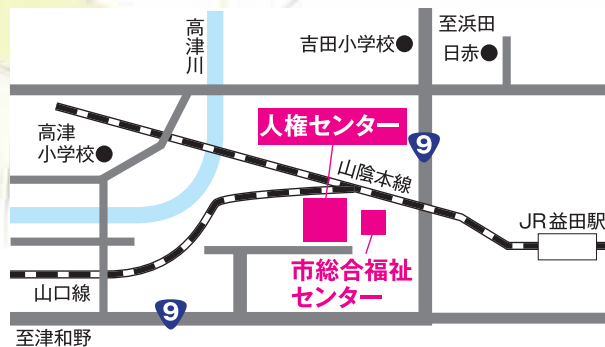 高津川
吉田小学校
至浜田
日赤
人権センター
9
高津
小学校
山陰本線
JR益田駅
市総合福祉
センター
山口線
9
至津和野